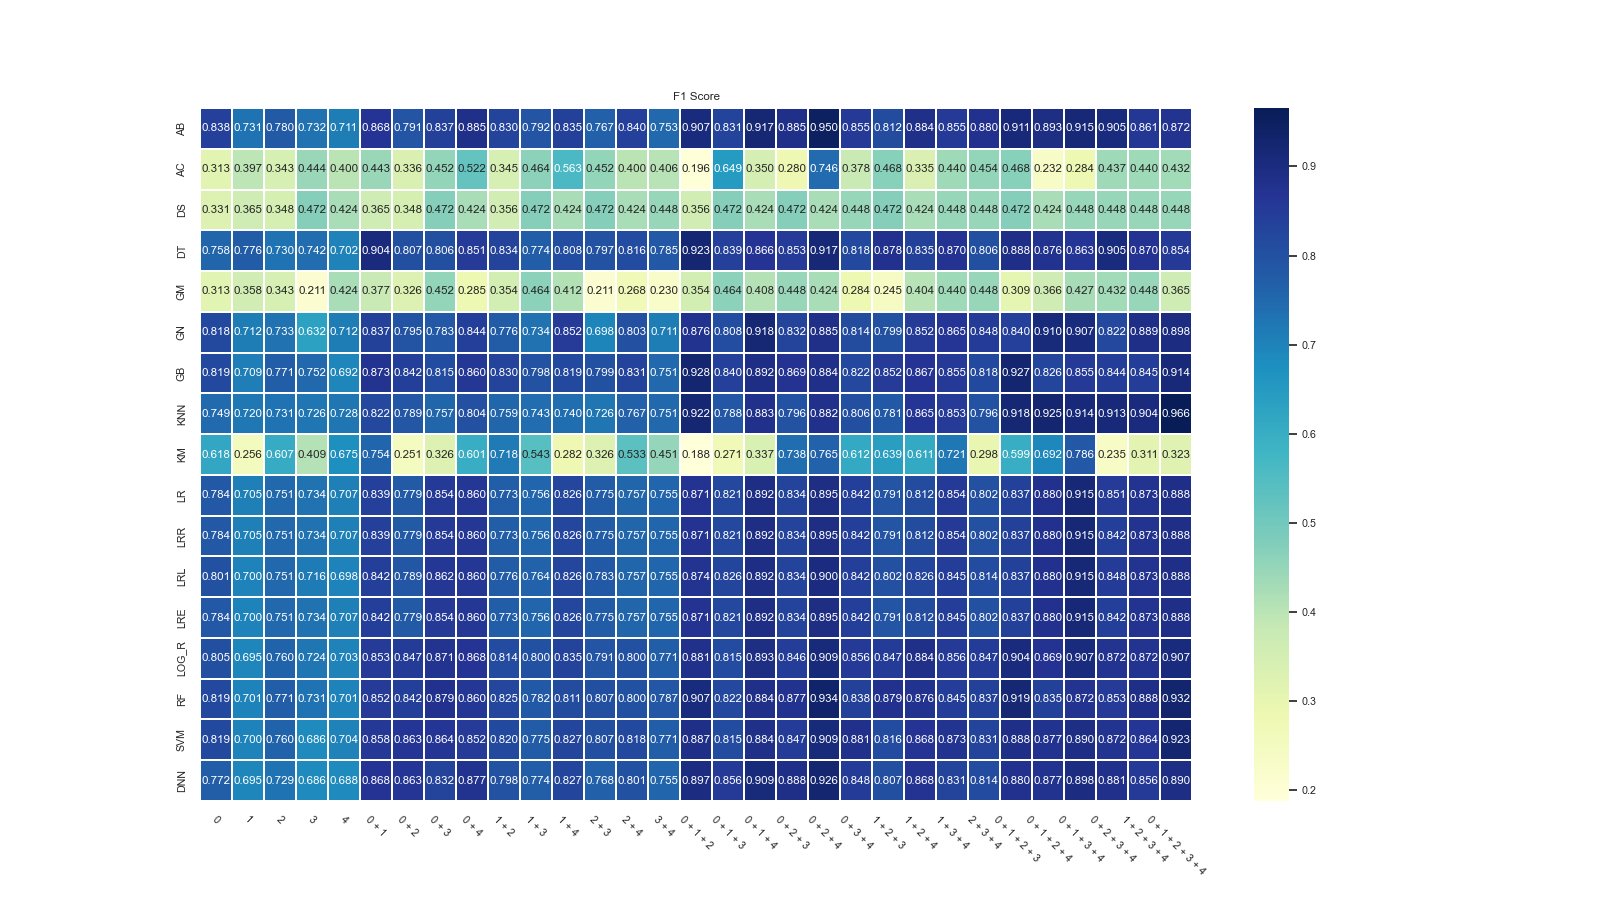 F1 Score
AB 0.838 0.731 0.780 0.732 0.711 0.868 0.791 0.837 0.885 0.830 0.792 0.835 0.767 0.840 0.753 0.907 0.831 0.917 0.885 0.950 0.855 0.812 0.884 0.855 0.880 0.911 0.893 0.915 0.905 0.861 0.872
AC 0.313 0.397 0.343 0.444 0.400 0.443 0.336 0.452 0.522 0.345 0.464 0.563 0.452 0.400 0.406 0.196 0.649 0.350 0.280 0.746 0.378 0.468 0.335 0.440 0.454 0.468 0.232 0.284 0.437 0.440 0.432
DS 0.331 0.365 0.348 0.472 0.424 0.365 0.348 0.472 0.424 0.356 0.472 0.424 0.472 0.424 0.448 0.356 0.472 0.424 0.472 0.424 0.448 0.472 0.424 0.448 0.448 0.472 0.424 0.448 0.448 0.448 0.448
DT 0.758 0.776 0.730 0.742 0.702 0.904 0.807 0.806 0.851 0.834 0.774 0.808 0.797 0.816 0.785 0.923 0.839 0.866 0.853 0.917 0.818 0.878 0.835 0.870 0.806 0.888 0.876 0.863 0.905 0.870 0.854
GM 0.313 0.358 0.343 0.211 0.424 0.377 0.326 0.452 0.285 0.354 0.464 0.412 0.211 0.268 0.230 0.354 0.464 0.408 0.448 0.424 0.284 0.245 0.404 0.440 0.448 0.309 0.366 0.427 0.432 0.448 0.365
GN 0.818 0.712 0.733 0.632 0.712 0.837 0.795 0.783 0.844 0.776 0.734 0.852 0.698 0.803 0.711 0.876 0.808 0.918 0.832 0.885 0.814 0.799 0.852 0.865 0.848 0.840 0.910 0.907 0.822 0.889 0.898
GB 0.819 0.709 0.771 0.752 0.692 0.873 0.842 0.815 0.860 0.830 0.798 0.819 0.799 0.831 0.751 0.928 0.840 0.892 0.869 0.884 0.822 0.852 0.867 0.855 0.818 0.927 0.826 0.855 0.844 0.845 0.914
KNN 0.749 0.720 0.731 0.726 0.728 0.822 0.789 0.757 0.804 0.759 0.743 0.740 0.726 0.767 0.751 0.922 0.788 0.883 0.796 0.882 0.806 0.781 0.865 0.853 0.796 0.918 0.925 0.914 0.913 0.904 0.966
KM 0.618 0.256 0.607 0.409 0.675 0.754 0.251 0.326 0.601 0.718 0.543 0.282 0.326 0.533 0.451 0.188 0.271 0.337 0.738 0.765 0.612 0.639 0.611 0.721 0.298 0.599 0.692 0.786 0.235 0.311 0.323
LR 0.784 0.705 0.751 0.734 0.707 0.839 0.779 0.854 0.860 0.773 0.756 0.826 0.775 0.757 0.755 0.871 0.821 0.892 0.834 0.895 0.842 0.791 0.812 0.854 0.802 0.837 0.880 0.915 0.851 0.873 0.888
LRR 0.784 0.705 0.751 0.734 0.707 0.839 0.779 0.854 0.860 0.773 0.756 0.826 0.775 0.757 0.755 0.871 0.821 0.892 0.834 0.895 0.842 0.791 0.812 0.854 0.802 0.837 0.880 0.915 0.842 0.873 0.888
LRL 0.801 0.700 0.751 0.716 0.698 0.842 0.789 0.862 0.860 0.776 0.764 0.826 0.783 0.757 0.755 0.874 0.826 0.892 0.834 0.900 0.842 0.802 0.826 0.845 0.814 0.837 0.880 0.915 0.848 0.873 0.888
LRE 0.784 0.700 0.751 0.734 0.707 0.842 0.779 0.854 0.860 0.773 0.756 0.826 0.775 0.757 0.755 0.871 0.821 0.892 0.834 0.895 0.842 0.791 0.812 0.845 0.802 0.837 0.880 0.915 0.842 0.873 0.888
LOG_R 0.805 0.695 0.760 0.724 0.703 0.853 0.847 0.871 0.868 0.814 0.800 0.835 0.791 0.800 0.771 0.881 0.815 0.893 0.846 0.909 0.856 0.847 0.884 0.856 0.847 0.904 0.869 0.907 0.872 0.872 0.907
RF 0.819 0.701 0.771 0.731 0.701 0.852 0.842 0.879 0.860 0.825 0.782 0.811 0.807 0.800 0.787 0.907 0.822 0.884 0.877 0.934 0.838 0.879 0.876 0.845 0.837 0.919 0.835 0.872 0.853 0.888 0.932
SVM 0.819 0.700 0.760 0.686 0.704 0.858 0.863 0.864 0.852 0.820 0.775 0.827 0.807 0.818 0.771 0.887 0.815 0.884 0.847 0.909 0.881 0.816 0.868 0.873 0.831 0.888 0.877 0.890 0.872 0.864 0.923
DNN 0.772 0.695 0.729 0.686 0.688 0.868 0.863 0.832 0.877 0.798 0.774 0.827 0.768 0.801 0.755 0.897 0.856 0.909 0.888 0.926 0.848 0.807 0.868 0.831 0.814 0.880 0.877 0.898 0.881 0.856 0.890
0 1 2 3 4 0 + 1 0 + 2 0 + 3 0 + 4 1 + 2 1 + 3 1 + 4 2 + 3 2 + 4 3 + 4 0 + 1 + 2 0 + 1 + 3 0 + 1 + 4 0 + 2 + 3 0 + 2 + 4 0 + 3 + 4 1 + 2 + 3 1 + 2 + 4 1 + 3 + 4 2 + 3 + 4 0 + 1 + 2 + 3 0 + 1 + 2 + 4 0 + 1 + 3 + 4 0 + 2 + 3 + 4 1 + 2 + 3 + 4 0 + 1 + 2 + 3 + 4
0.9
0.8
0.7
0.6
0.5
0.4
0.3
0.2